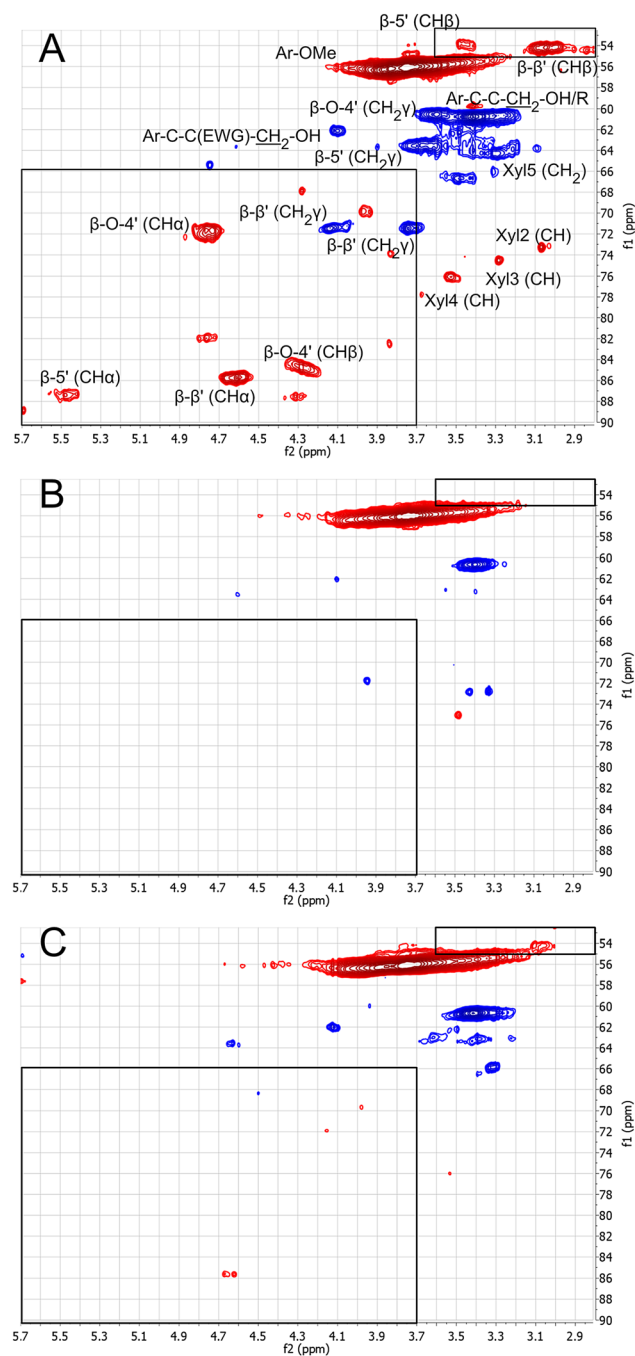 A
β-5' (CHβ)
Ar-OMe
β-β' (CHβ)
β-O-4' (CH₂γ)
Ar-C-C-CH₂-OH/R
Ar-C-C(EWG)-CH₂-OH
β-5' (CH₂γ)
Xyl5 (CH₂)
β-O-4' (CHα)
β-β' (CH₂γ)
β-β' (CH₂γ)
Xyl2 (CH)
Xyl3 (CH)
Xyl4 (CH)
β-O-4' (CHβ)
β-5' (CHα)
β-β' (CHα)
54
56
58
60
62
64
66
68
70
72
74
76
78
80
82
84
86
88
90
f1 (ppm)
5.7 5.3 5.1 4.9 4.7 4.5 4.3 4.1 3.9 3.7 3.5 3.3 3.1 2.9
f2 (ppm)
B
54
56
58
60
62
64
66
68
70
72
74
76
78
80
82
84
86
88
90
f1 (ppm)
5.7 5.5 5.3 5.1 4.9 4.7 4.5 4.3 4.1 3.9 3.7 3.5 3.3 3.1 2.9
f2 (ppm)
C
54
56
58
60
62
64
66
68
70
72
74
76
78
80
82
84
86
88
90
f1 (ppm)
5.7 5.5 5.3 5.1 4.9 4.7 4.5 4.3 4.1 3.9 3.7 3.5 3.3 3.1 2.9
f2 (ppm)